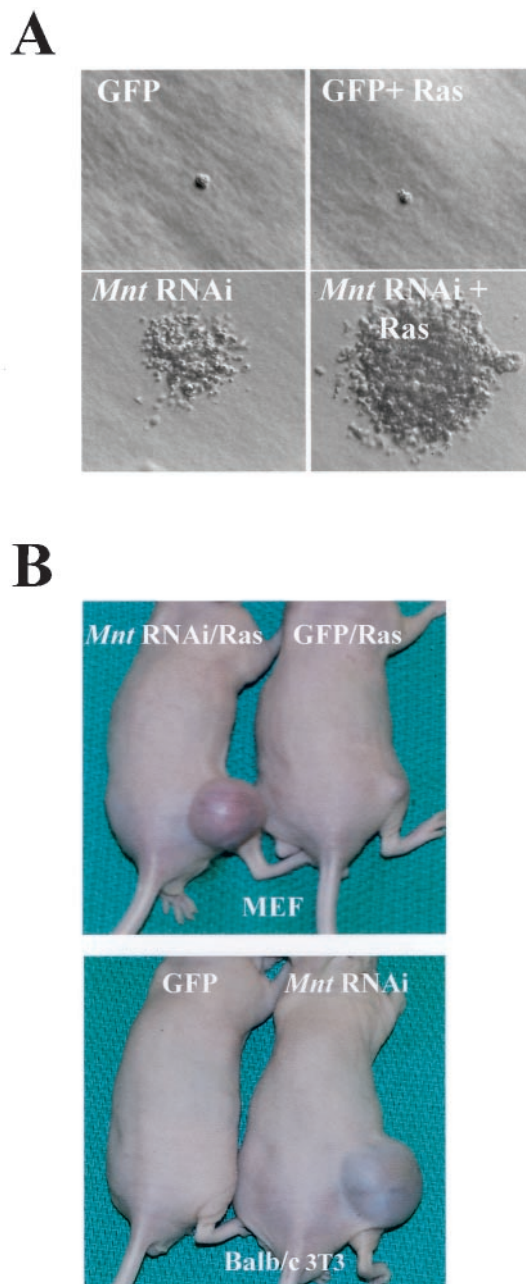 A
GFP
GFP+ Ras
Mnt RNAi
Mnt RNAi +
Ras
B
Mnt RNAi/Ras
GFP/Ras
MEF
GFP
Mnt RNAi
Balb/c 3T3